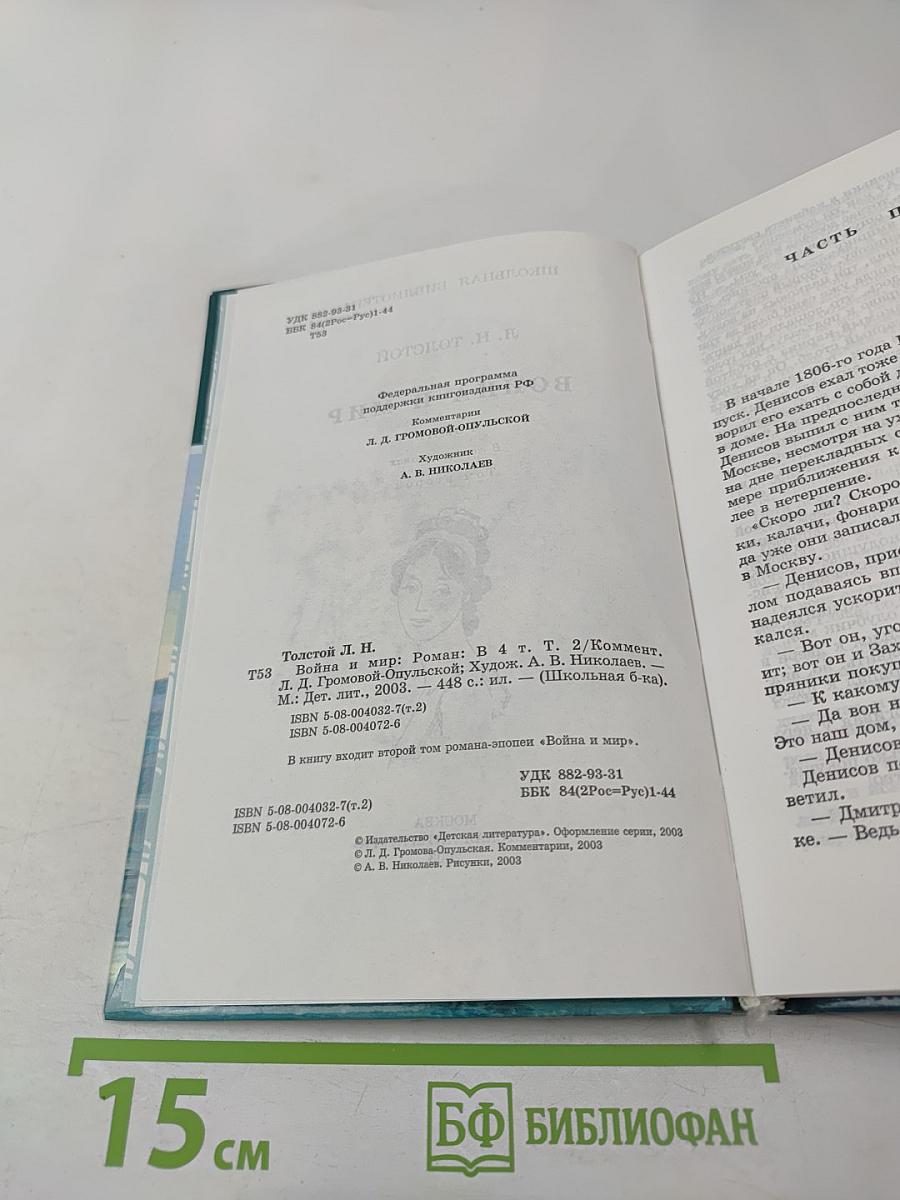 УДК 882-93-31
ББК 84(2Рос=Рус)1-44
Т53
Федеральная программа
поддержки книгоиздания РФ
Комментарии
Л. Д. ГРОМОВОЙ-ОПУЛЬСКОЙ
Художник
А. В. НИКОЛАЕВ
Толстой Л. Н.
Т53 Война и мир: Роман: В 4 т. Т. 2/Коммент.
Л. Д. Громовой-Опульской; Худож. А. В. Николаев. —
М.: Дет. лит., 2003. — 448 с.: ил. — (Школьная б-ка).
ISBN 5-08-004032-7(т.2)
ISBN 5-08-004072-6
В книгу входит второй том романа-эпопеи «Война и мир».
УДК 882-93-31
ББК 84(2Рос=Рус)1-44
ISBN 5-08-004032-7(т.2)
ISBN 5-08-004072-6
© Издательство «Детская литература». Оформление серии, 2003
© Л. Д. Громова-Опульская. Комментарии, 2003
© А. В. Николаев. Рисунки, 2003
ЧАСТЬ П
В начале 1806-го года
пуск. Денисов ехал тоже
ворил его ехать с собой
в доме. На предпоследн
Денисов выпил с ним т
Москве, несмотря на ух
на дне перекладных с
мере приближения к
лее в нетерпение.
«Скоро ли? Скоро
ки, калачи, фонари
да уже они записал
в Москву.
— Денисов, прие
лом подаваясь вп
надеялся ускорит
кался.
— Вот он, уго
ит; вот он и Зах
пряники покуп
— К какому
— Да вон н
Это наш дом,
— Денисов
Денисов по
ветил.
— Дмитр
ке. — Ведь
15 см
БФ БИБЛИОФАН